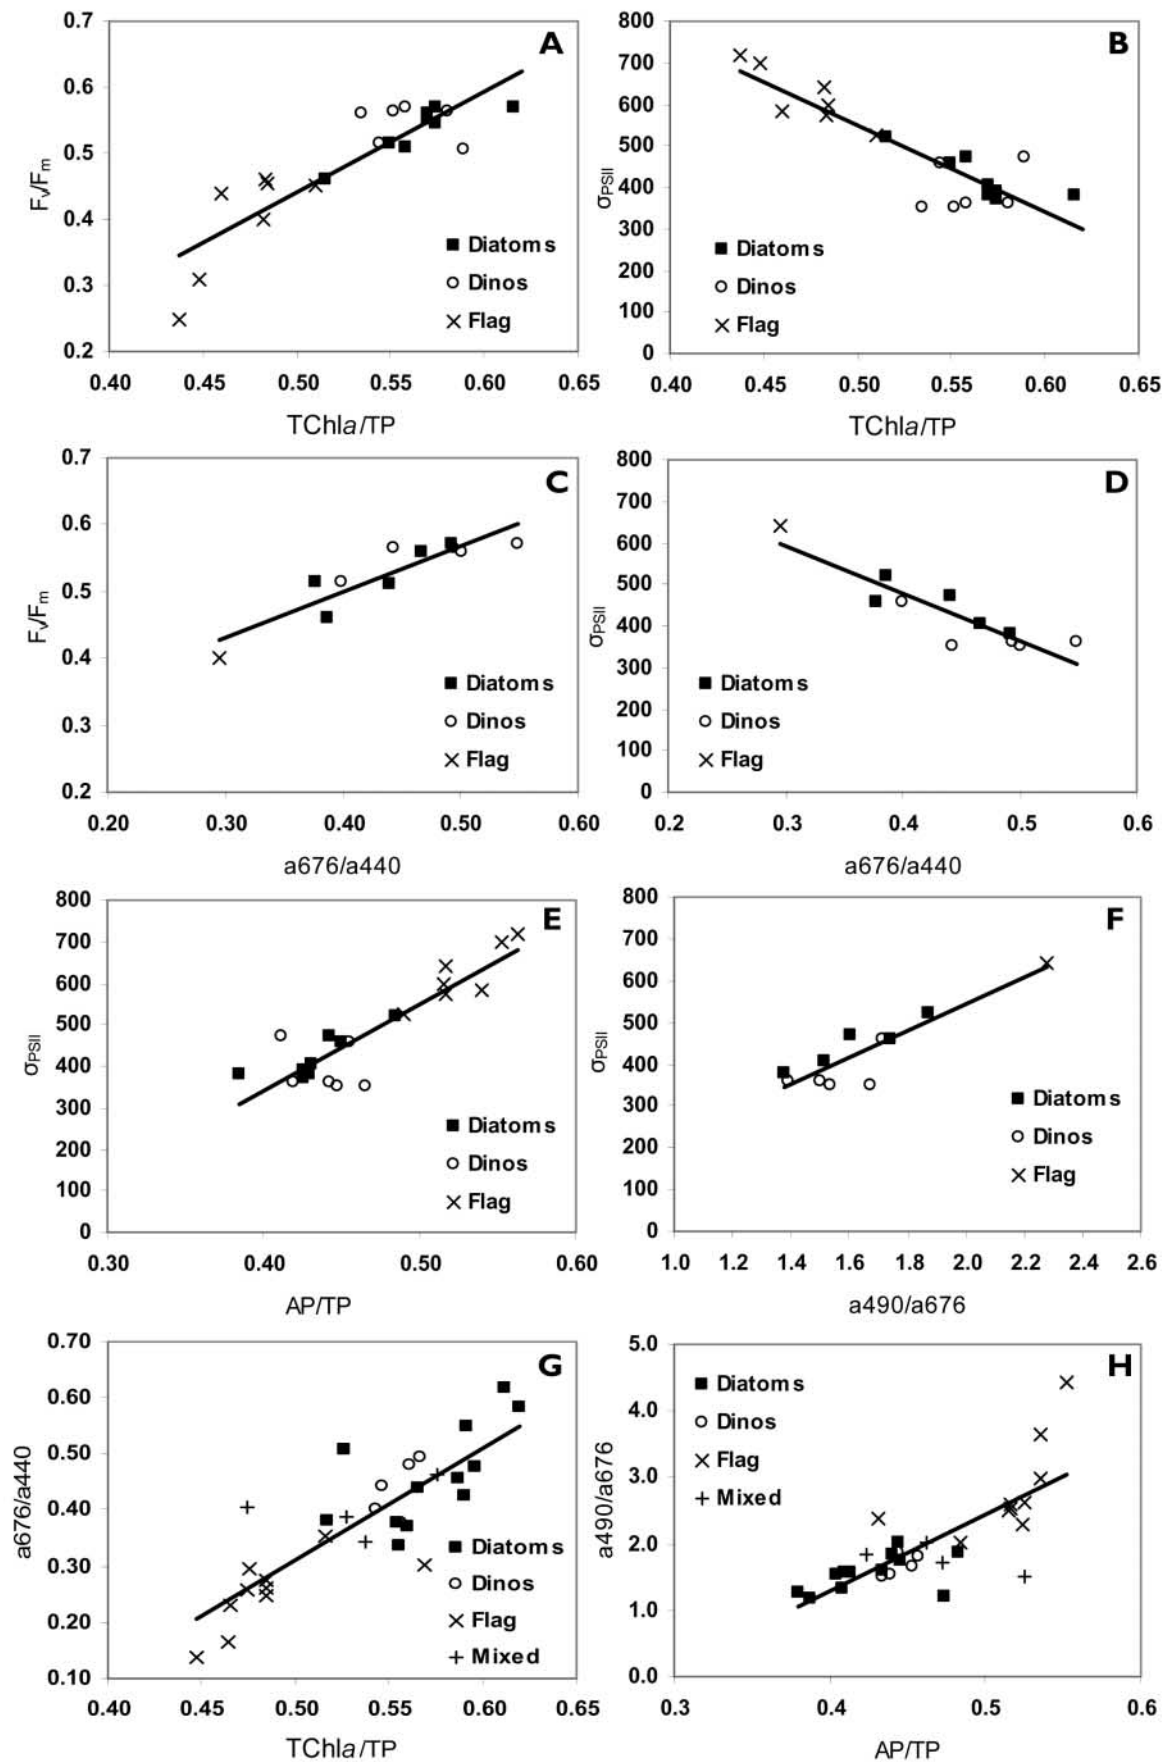 A
0.7
0.6
0.5
0.4
0.3
0.2
Fv/Fm
Diatoms
Dinos
Flag
0.40 0.45 0.50 0.55 0.60 0.65
TChla/TP
B
800
700
600
500
400
300
200
100
0
σPSII
Diatoms
Dinos
Flag
0.40 0.45 0.50 0.55 0.60 0.65
TChla/TP
C
0.7
0.6
0.5
0.4
0.3
0.2
Fv/Fm
Diatoms
Dinos
Flag
0.20 0.30 0.40 0.50 0.60
a676/a440
D
800
700
600
500
400
300
200
100
0
σPSII
Diatoms
Dinos
Flag
0.2 0.3 0.4 0.5 0.6
a676/a440
E
800
700
600
500
400
300
200
100
0
σPSII
Diatoms
Dinos
Flag
0.30 0.40 0.50 0.60
AP/TP
F
800
700
600
500
400
300
200
100
0
σPSII
Diatoms
Dinos
Flag
1.0 1.2 1.4 1.6 1.8 2.0 2.2 2.4 2.6
a490/a676
G
0.70
0.60
0.50
0.40
0.30
0.20
0.10
a676/a440
Diatoms
Dinos
Flag
Mixed
0.40 0.45 0.50 0.55 0.60 0.65
TChla/TP
H
5.0
4.0
3.0
2.0
1.0
0.0
a490/a676
Diatoms
Dinos
Flag
Mixed
0.3 0.4 0.5 0.6
AP/TP